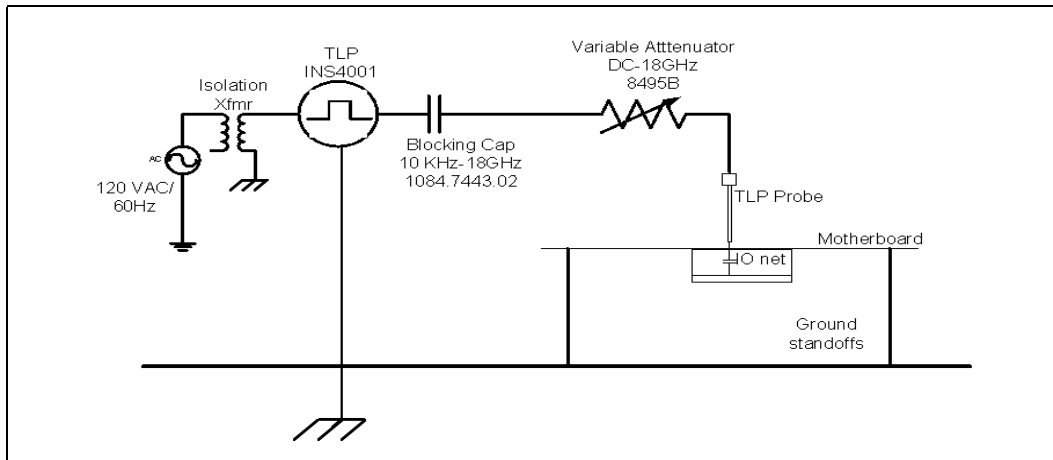 TLP
INS4001
Isolation
Xfmr
AC
120 VAC/
60Hz
Blocking Cap
10 KHz-18GHz
1084.7443.02
Variable Atttenuator
DC-18GHz
8495B
TLP Probe
Motherboard
IO net
Ground
standoffs